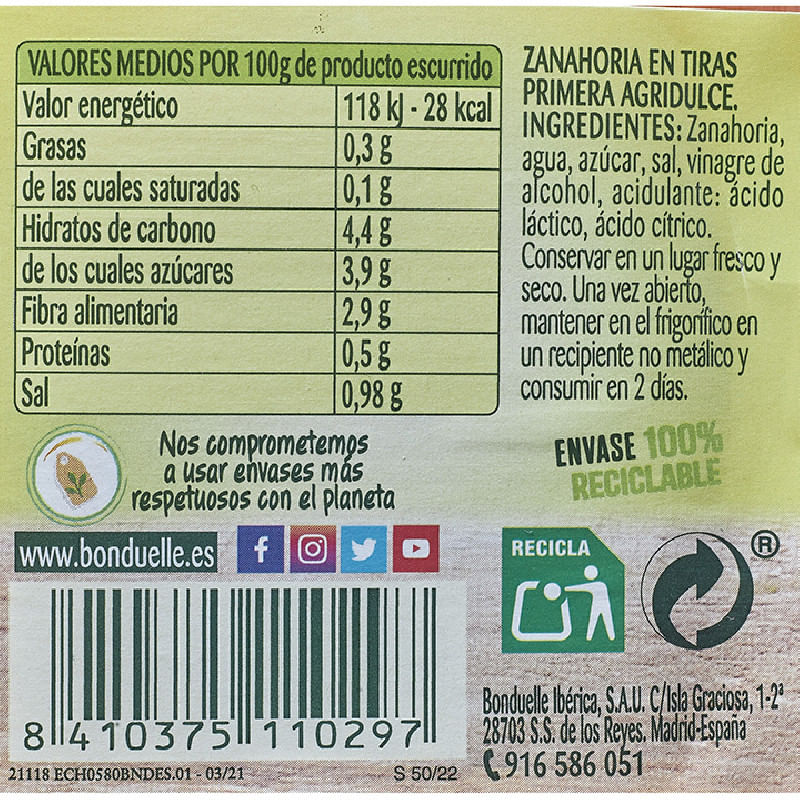 VALORES MEDIOS POR 100g de producto escurrido
Valor energético 118 kJ - 28 kcal
Grasas 0,3 g
de las cuales saturadas 0,1 g
Hidratos de carbono 4,4 g
de los cuales azúcares 3,9 g
Fibra alimentaria 2,9 g
Proteínas 0,5 g
Sal 0,98 g
ZANAHORIA EN TIRAS
PRIMERA AGRIDULCE.
INGREDIENTES: Zanahoria,
agua, azúcar, sal, vinagre de
alcohol, acidulante: ácido
láctico, ácido cítrico.
Conservar en un lugar fresco y
seco. Una vez abierto,
mantener en el frigorífico en
un recipiente no metálico y
consumir en 2 días.
Nos comprometemos
a usar envases más
respetuosos con el planeta
ENVASE 100%
RECICLABLE
www.bonduelle.es
RECICLA
®
8 410375 110297
21118 ECH0580BNDES.01 - 03/21 S 50/22
Bonduelle Ibérica, S.A.U. C/Isla Graciosa, 1-2ª
28703 S.S. de los Reyes, Madrid-España
916 586 051